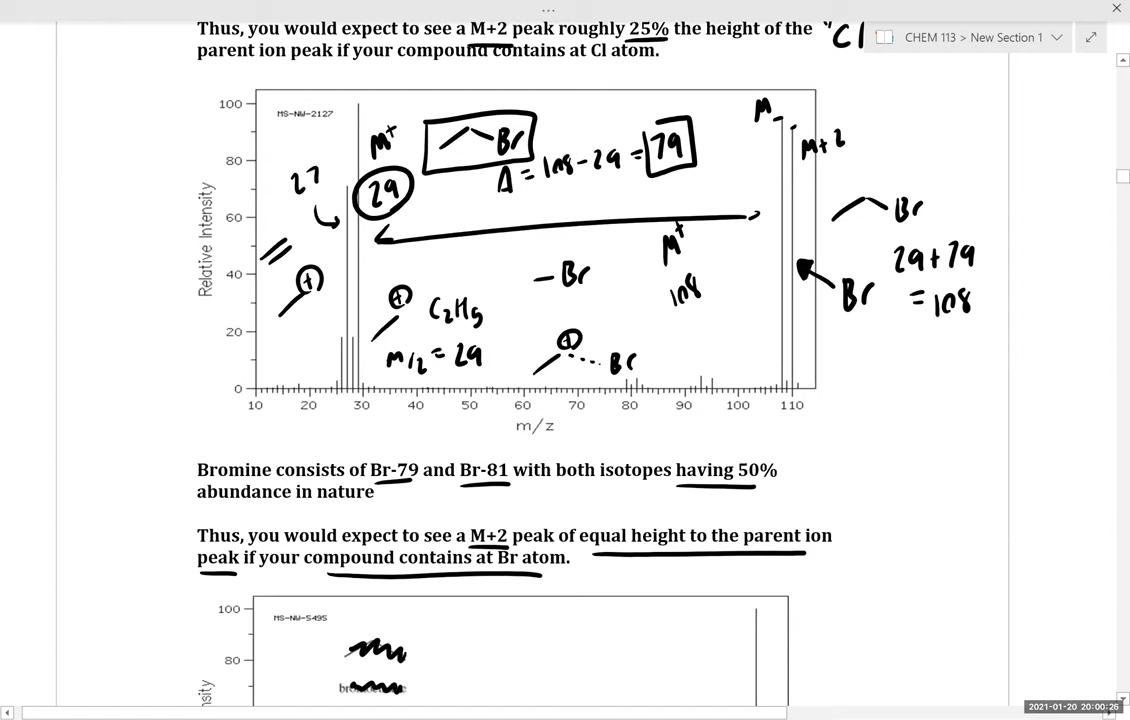 Thus, you would expect to see a M+2 peak roughly 25% the height of the
parent ion peak if your compound contains at Cl atom.
Cl
CHEM 113 > New Section 1
100
80
60
40
20
0
Relative Intensity
MS-NW-2127
M+
Br
M
M+2
27
29
Δ = 108 - 29 = 79
Br
29 + 79
= 108
M+
108
Br
Br
+
+
C2H5
m/z = 29
+
Br
10 20 30 40 50 60 70 80 90 100 110
m/z
Bromine consists of Br-79 and Br-81 with both isotopes having 50%
abundance in nature
Thus, you would expect to see a M+2 peak of equal height to the parent ion
peak if your compound contains at Br atom.
100
80
MS-NW-5495
2021-01-20 20:00:26